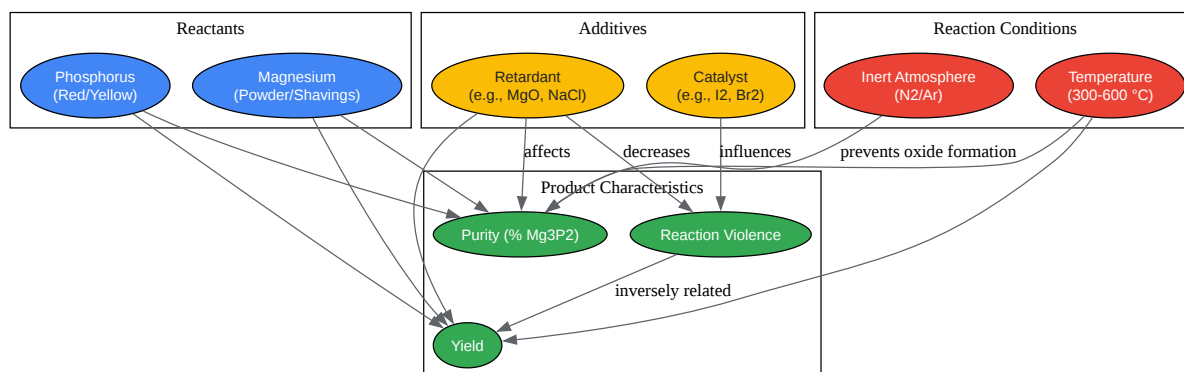 Reactants
Additives
Reaction Conditions
Phosphorus
(Red/Yellow)
Magnesium
(Powder/Shavings)
Retardant
(e.g., MgO, NaCl)
Catalyst
(e.g., I2, Br2)
Inert Atmosphere
(N2/Ar)
Temperature
(300-600 °C)
affects
decreases
influences
prevents oxide formation
Product Characteristics
Purity (% Mg3P2)
Reaction Violence
inversely related
Yield